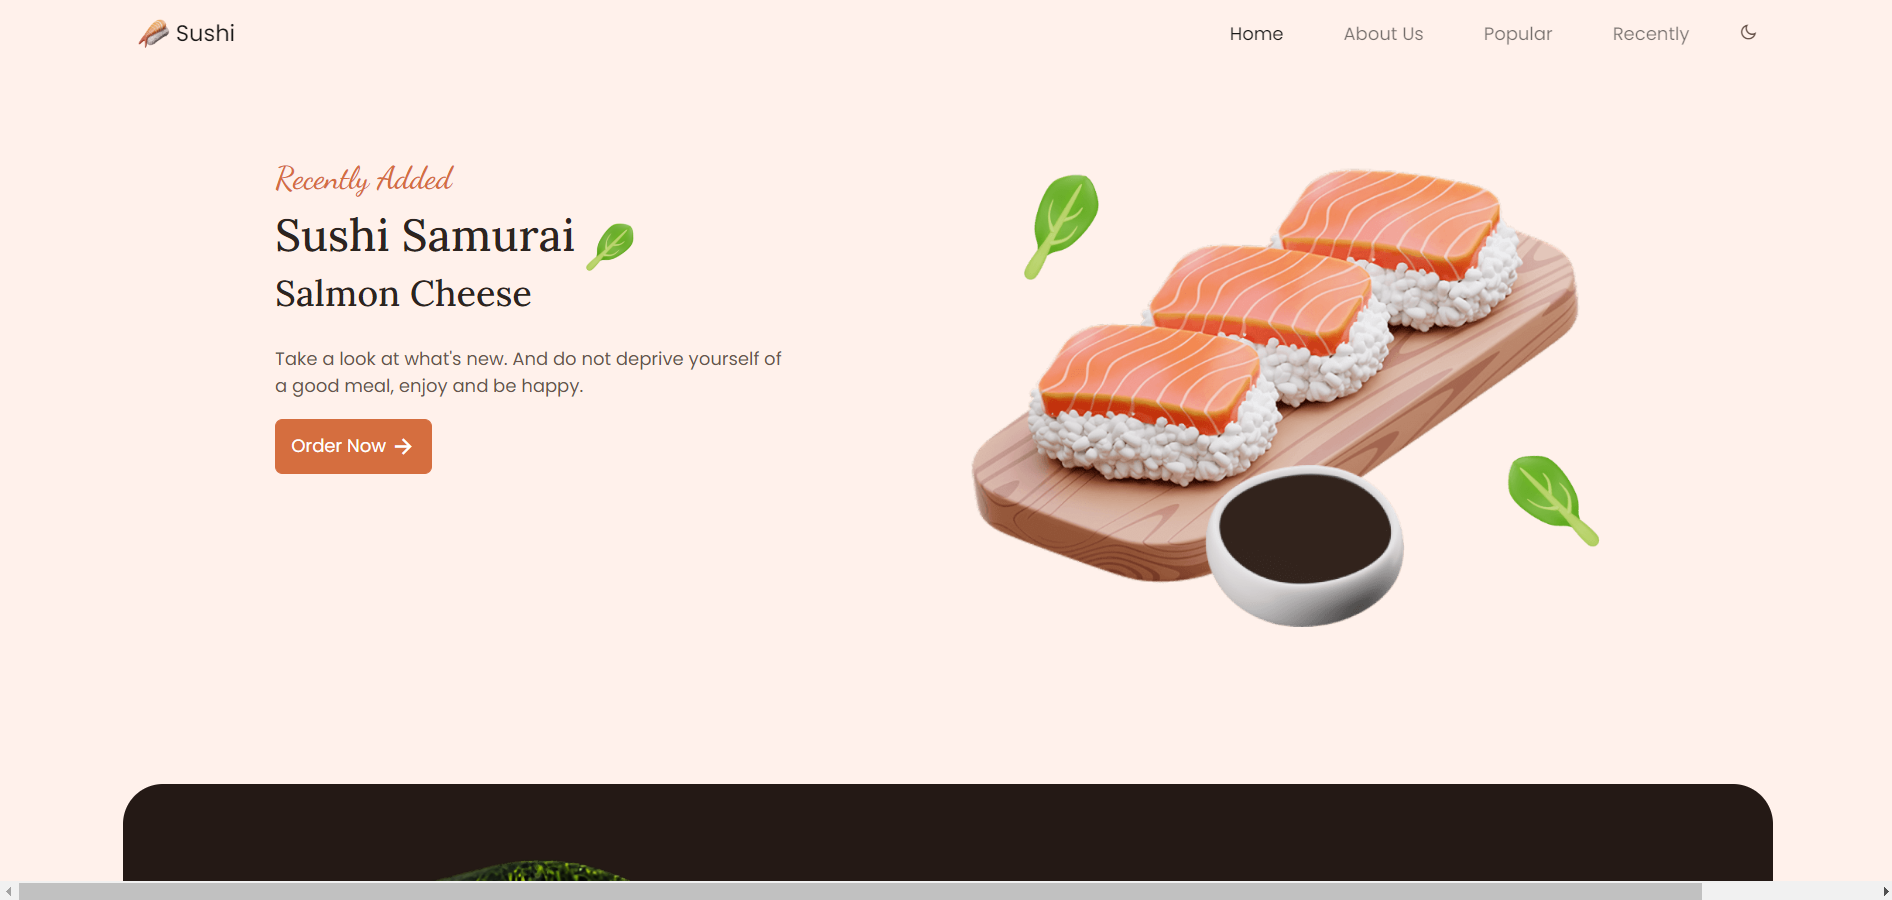 Sushi
Home
About Us
Popular
Recently
Recently Added
Sushi Samurai
Salmon Cheese
Take a look at what's new. And do not deprive yourself of
a good meal, enjoy and be happy.
Order Now